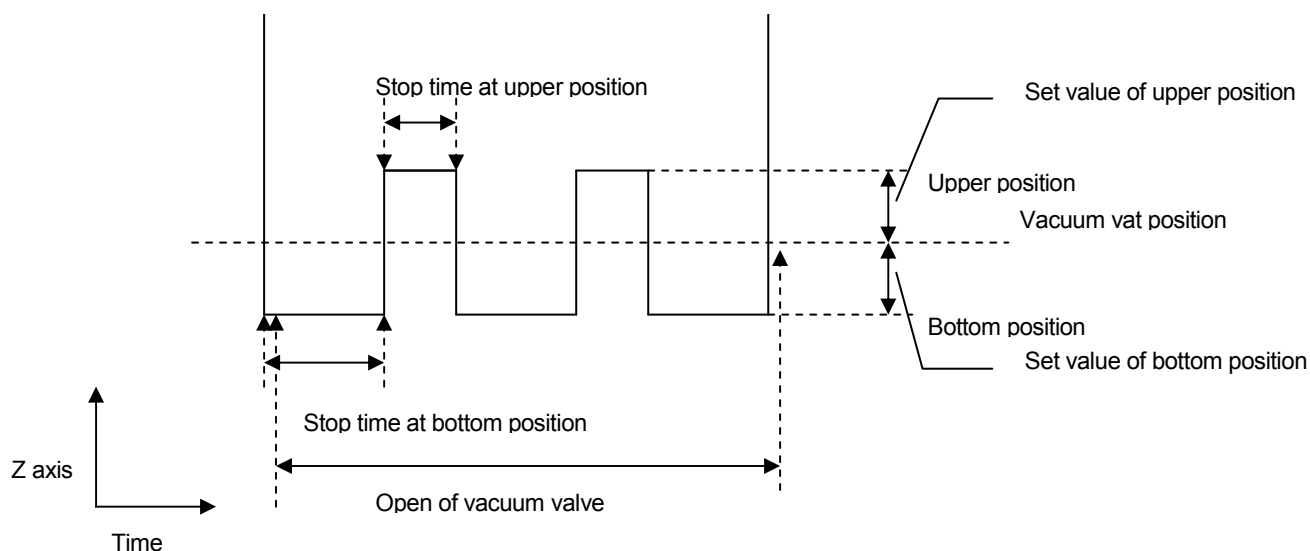 Stop time at upper position
Set value of upper position
Upper position
Vacuum vat position
Bottom position
Set value of bottom position
Stop time at bottom position
Z axis
Open of vacuum valve
Time